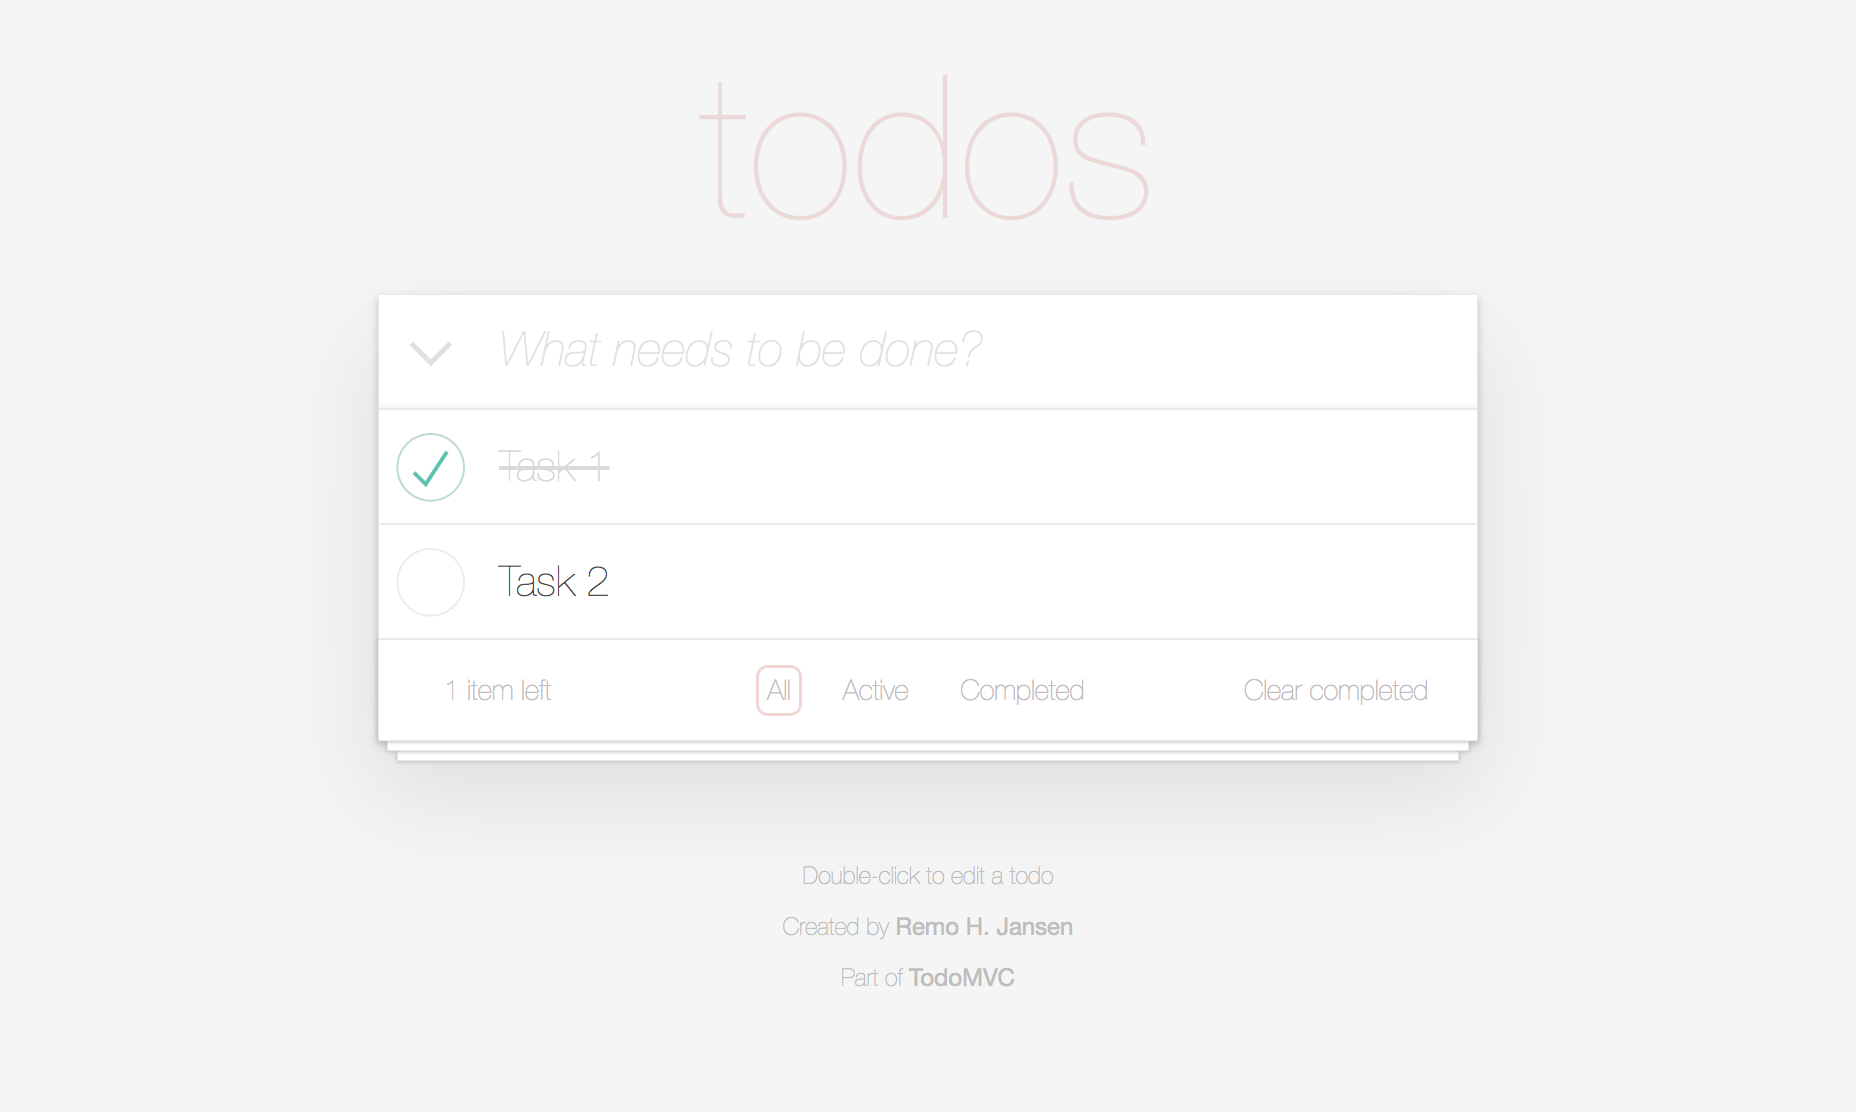 todos
What needs to be done?
Task 1
Task 2
1 item left All Active Completed Clear completed
Double-click to edit a todo
Created by Remo H. Jansen
Part of TodoMVC